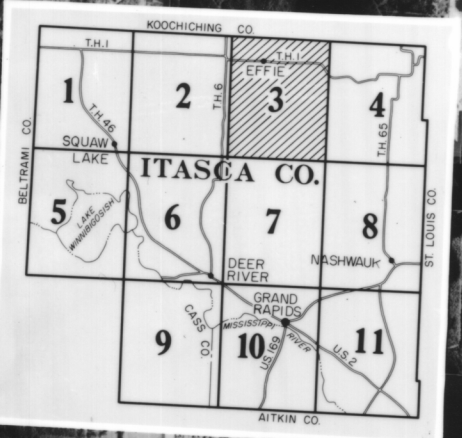 KOOCHICHING CO.
T.H.1
T.H.1
EFFIE
1
2
3
4
T.H.46
T.H.6
T.H.65
SQUAW
LAKE
BELTRAMI CO.
ITASCA CO.
5
LAKE
WINNIBIGOSHISH
6
7
8
ST. LOUIS CO.
NASHWAUK
DEER
RIVER
GRAND
RAPIDS
CASS CO.
MISSISSIPPI
RIVER
9
10
11
US 169
U.S. 2
AITKIN CO.